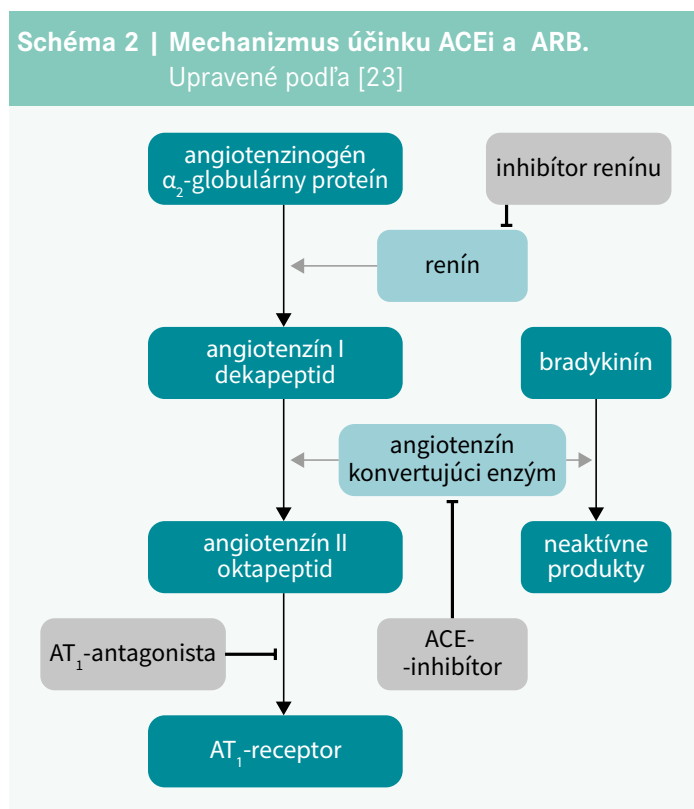 Schéma 2 | Mechanizmus účinku ACEi a ARB.
Upravené podľa [23]
angiotenzinogén
α₂-globulárny proteín
inhibítor renínu
renín
angiotenzín I
dekapeptid
bradykinín
angiotenzín
konvertujúci enzým
angiotenzín II
oktapeptid
neaktívne
produkty
AT₁-antagonista
ACE-
-inhibítor
AT₁-receptor